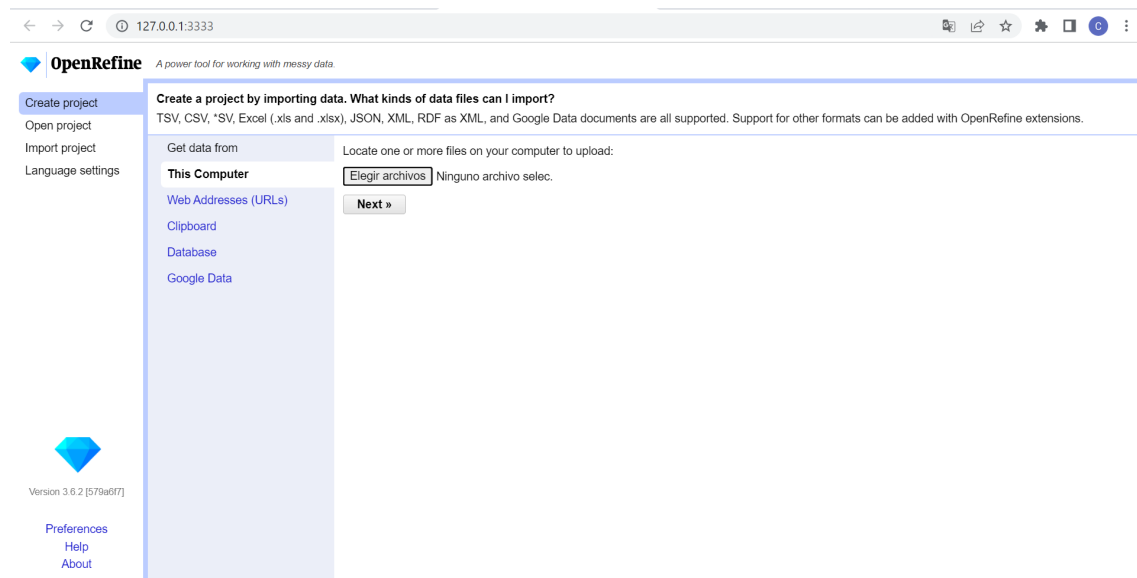 127.0.0.1:3333
C
OpenRefine A power tool for working with messy data.
Create project
Open project
Import project
Language settings
Create a project by importing data. What kinds of data files can I import?
TSV, CSV, *SV, Excel (.xls and .xlsx), JSON, XML, RDF as XML, and Google Data documents are all supported. Support for other formats can be added with OpenRefine extensions.
Get data from
This Computer
Web Addresses (URLs)
Clipboard
Database
Google Data
Locate one or more files on your computer to upload:
Elegir archivos Ninguno archivo selec.
Next »
Version 3.6.2 [579a6f7]
Preferences
Help
About